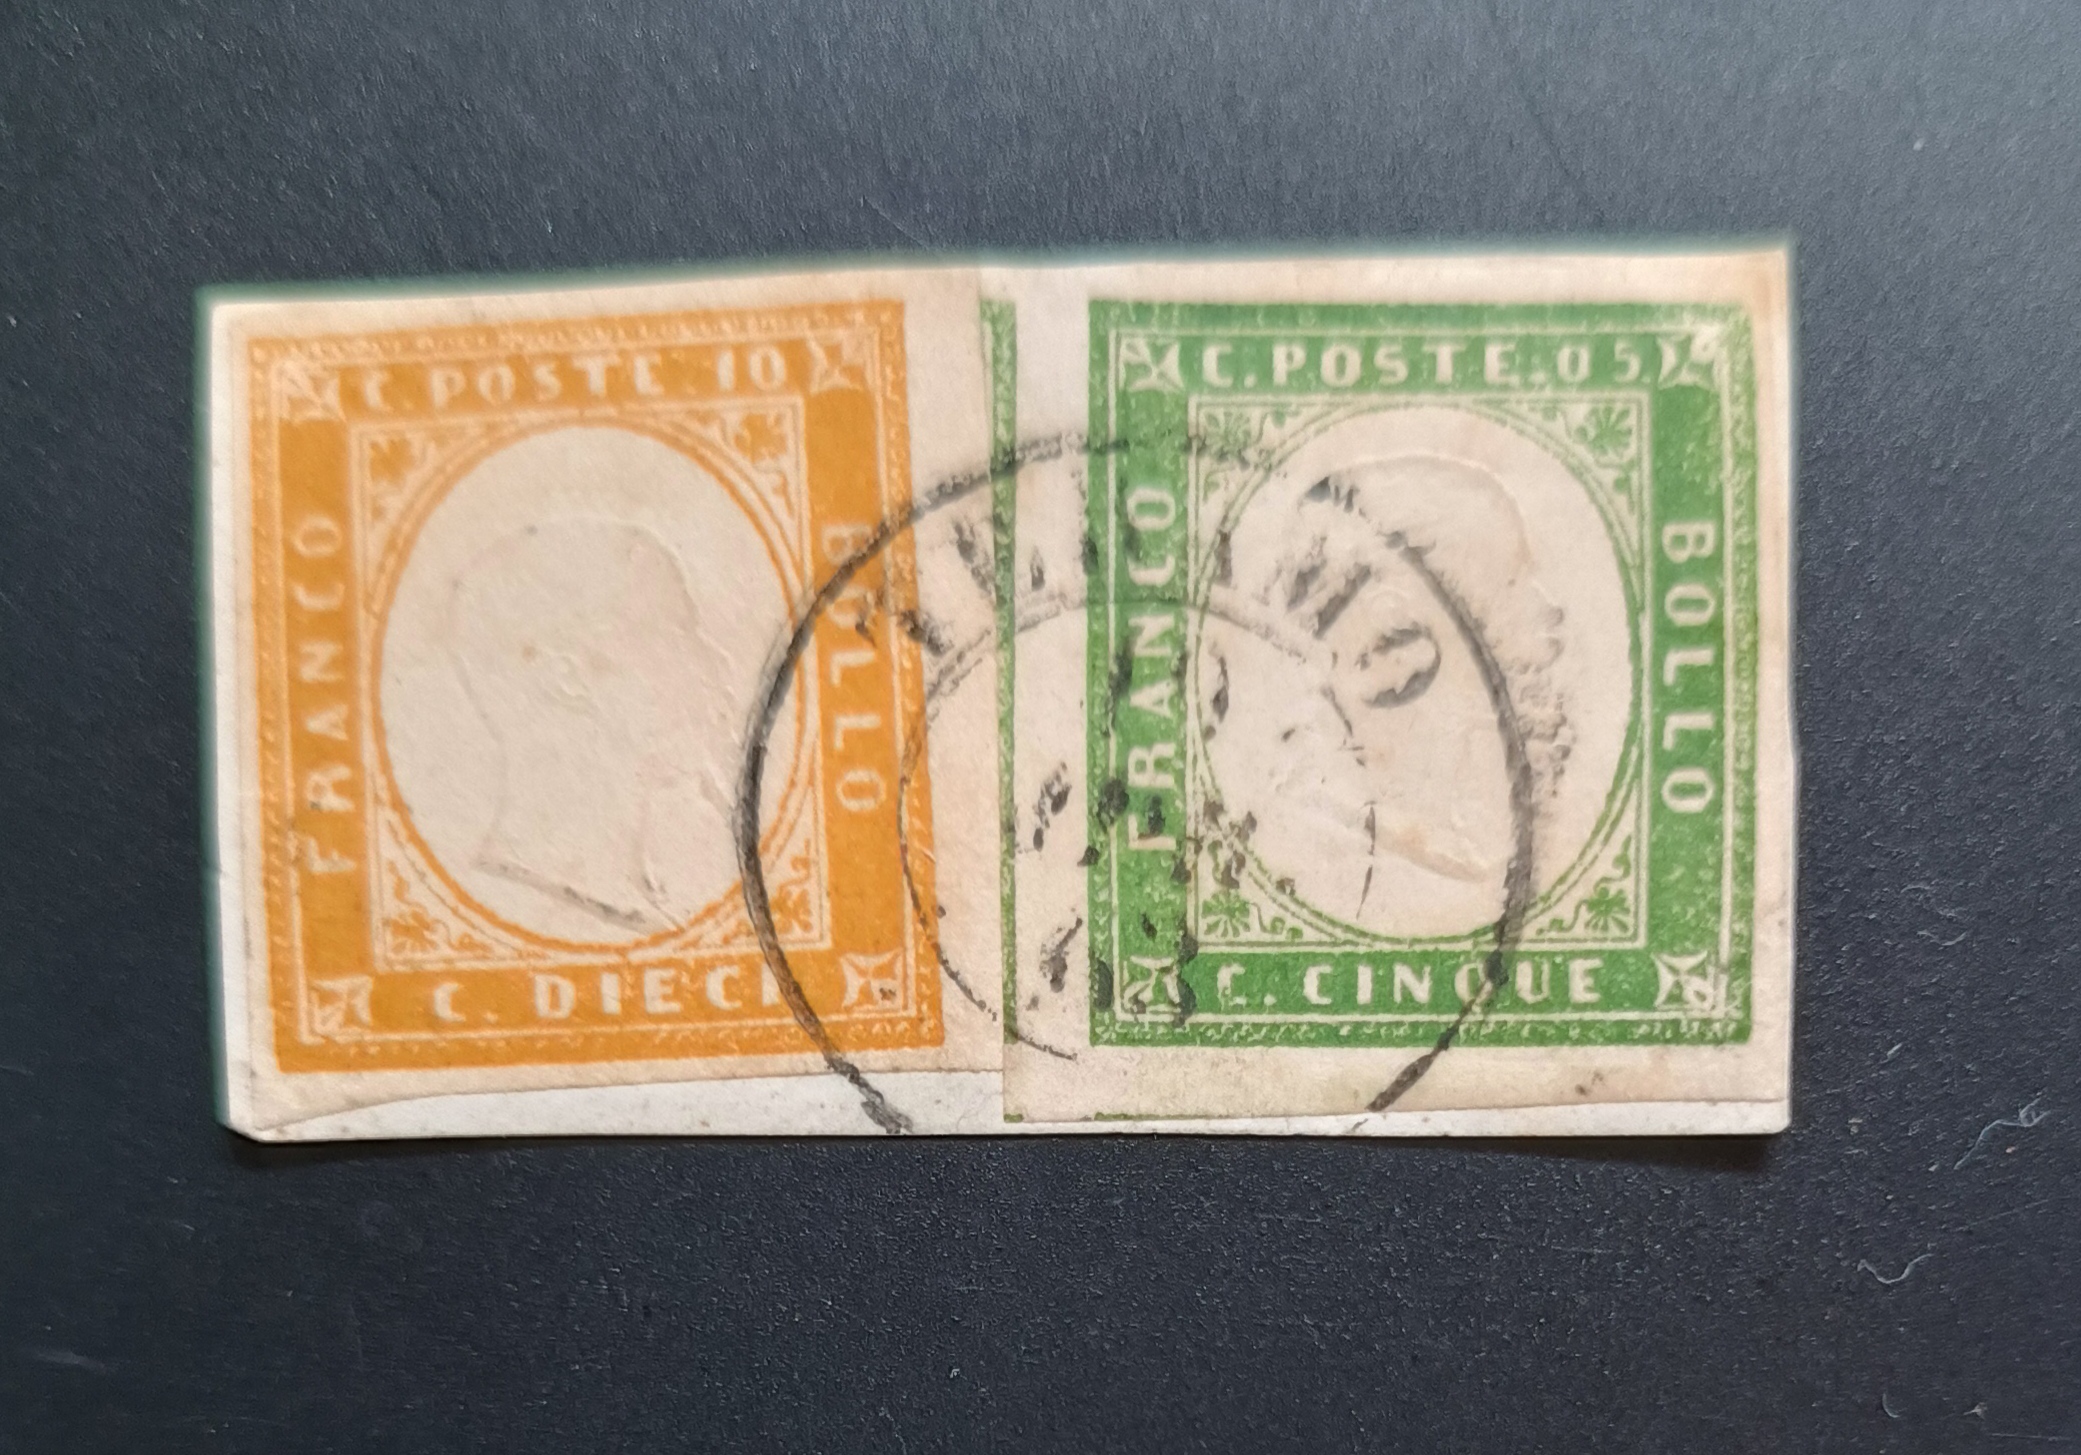 C. POSTE. 10
FRANCO
BOLLO
C. DIECI
C. POSTE. 05.
FRANCO
BOLLO
C. CINQUE